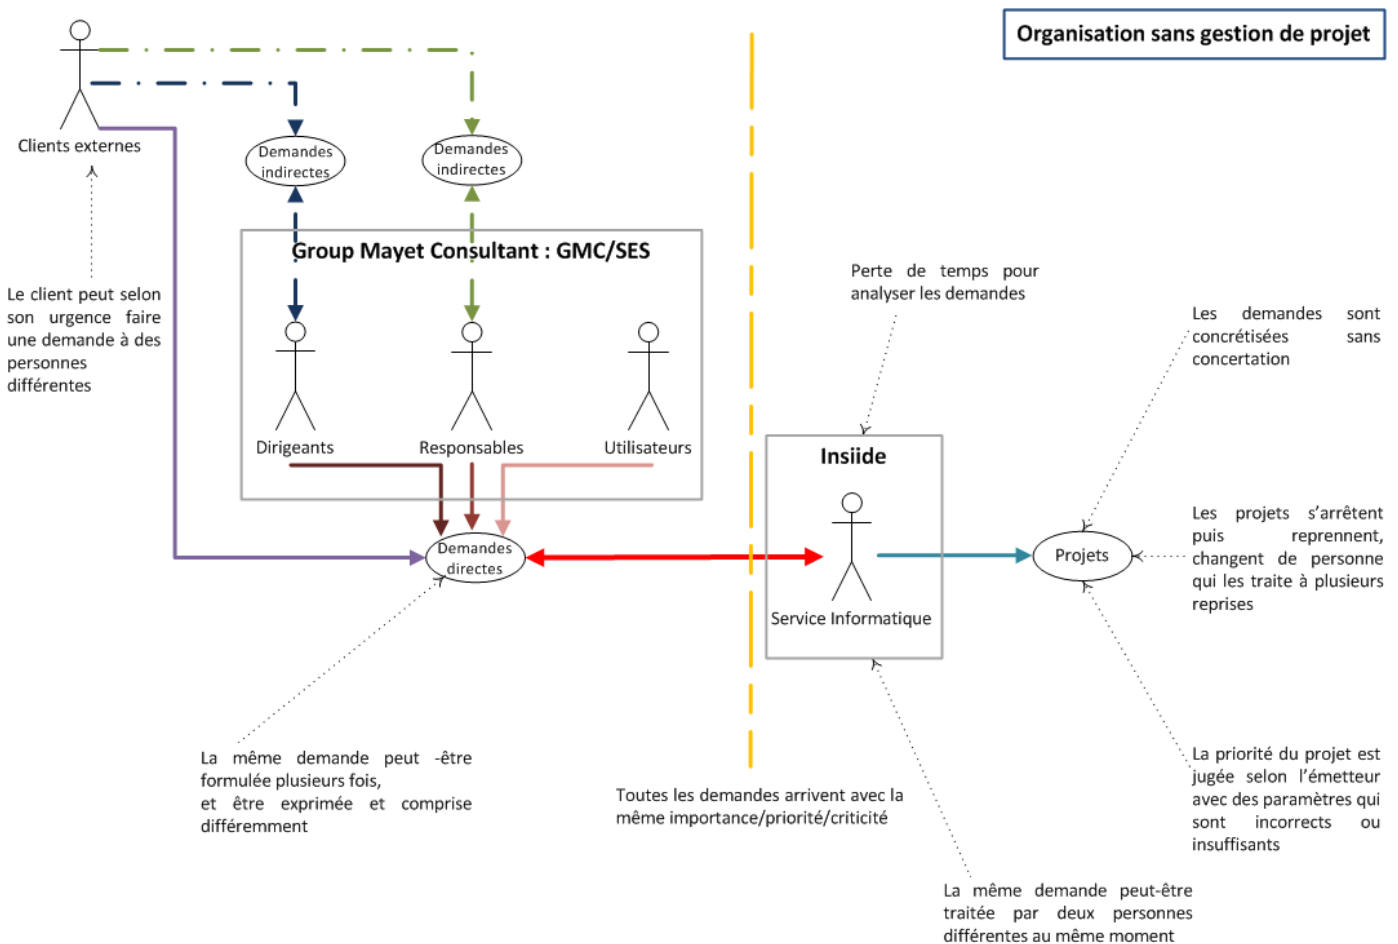 Organisation sans gestion de projet
Clients externes
Demandes
indirectes
Demandes
indirectes
Group Mayet Consultant : GMC/SES
Le client peut selon
son urgence faire
une demande à des
personnes
différentes
Perte de temps pour
analyser les demandes
Les demandes sont
concrétisées sans
concertation
Dirigeants
Responsables
Utilisateurs
Insiide
Les projets s’arrêtent
puis reprennent,
changent de personne
qui les traite à plusieurs
reprises
Demandes
directes
Projets
Service Informatique
La même demande peut -être
formulée plusieurs fois,
et être exprimée et comprise
différemment
Toutes les demandes arrivent avec la
même importance/priorité/criticité
La priorité du projet est
jugée selon l’émetteur
avec des paramètres qui
sont incorrects ou
insuffisants
La même demande peut-être
traitée par deux personnes
différentes au même moment